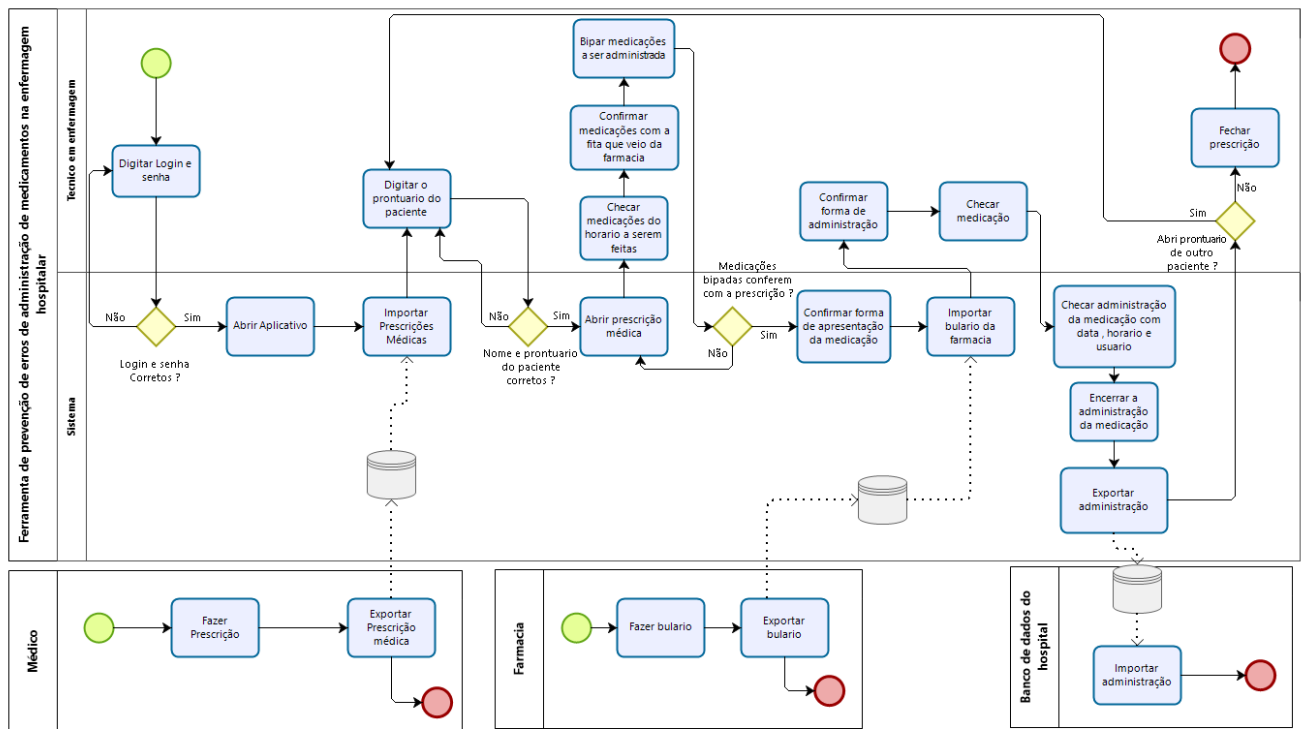 Ferramenta de prevenção de erros de administração de medicamentos na enfermagem
hospitalar
Tecnico em enfermagem
Digitar Login e
senha
Digitar o
prontuario do
paciente
Bipar medicações
a ser administrada
Confirmar
medicações com a
fita que veio da
farmacia
Checar
medicações do
horario a serem
feitas
Confirmar
forma de
administração
Checar
medicação
Fechar
prescrição
Não
Sim
Abri prontuario
de outro
paciente ?
Sistema
Não
Sim
Login e senha
Corretos ?
Abrir Aplicativo
Importar
Prescrições
Médicas
Não
Sim
Nome e prontuario
do paciente
corretos ?
Abrir prescrição
médica
Medicações
bipadas conferem
com a prescrição ?
Sim
Não
Confirmar forma
de apresentação
da medicação
Importar
bulario da
farmacia
Checar administração
da medicação com
data , horario e
usuario
Encerrar a
administração
da medicação
Exportar
administração
Médico
Fazer
Prescrição
Exportar
Prescrição
médica
Farmacia
Fazer bulario
Exportar
bulario
Banco de dados do
hospital
Importar
administração